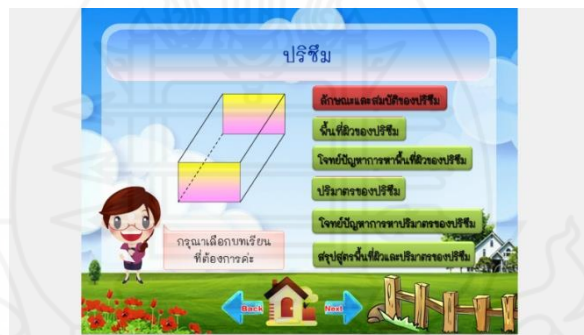 ปริซึม
ลักษณะและสมบัติของปริซึม
พื้นที่ผิวของปริซึม
โจทย์ปัญหาการหาพื้นที่ผิวของปริซึม
ปริมาตรของปริซึม
โจทย์ปัญหาการหาปริมาตรของปริซึม
สรุปสูตรพื้นที่ผิวและปริมาตรของปริซึม
กรุณาเลือกบทเรียน
ที่ต้องการค่ะ
Back
Next